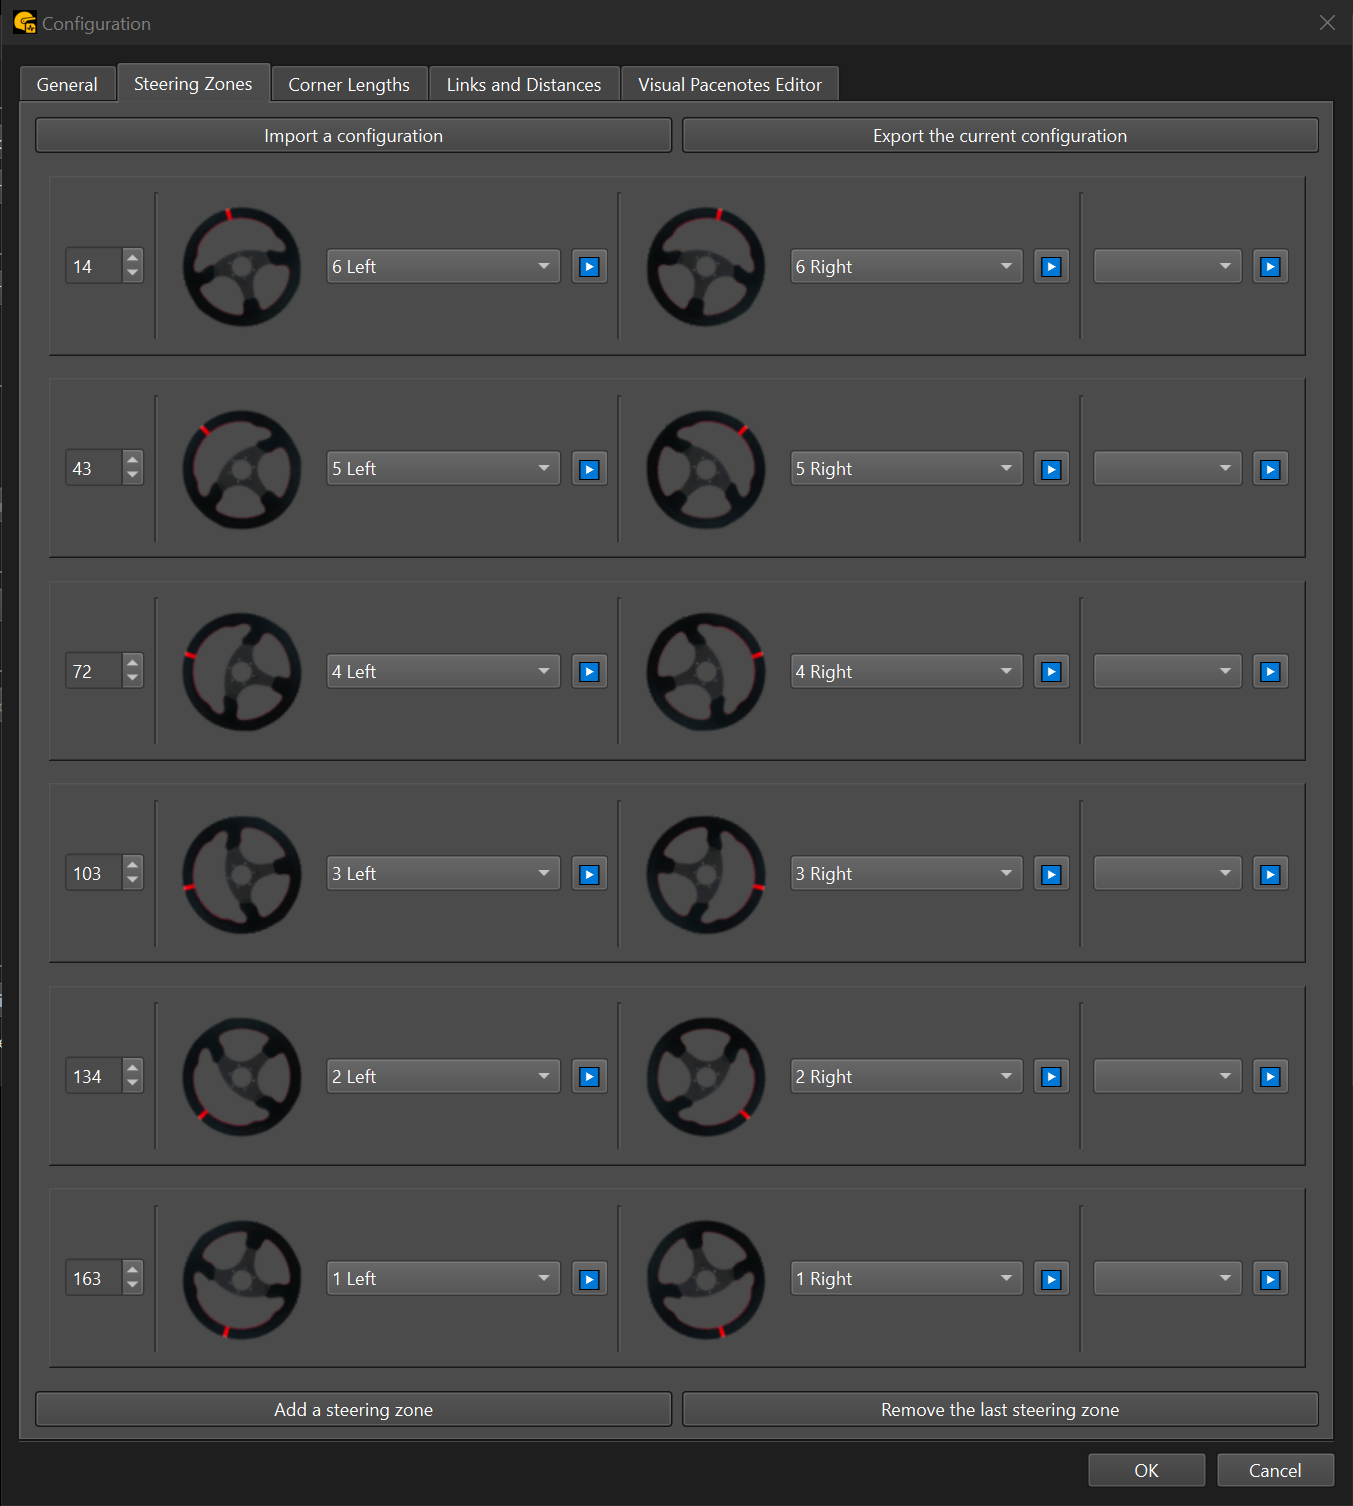 Configuration
General
Steering Zones
Corner Lengths
Links and Distances
Visual Pacenotes Editor
Import a configuration
Export the current configuration
14
6 Left
6 Right
43
5 Left
5 Right
72
4 Left
4 Right
103
3 Left
3 Right
134
2 Left
2 Right
163
1 Left
1 Right
Add a steering zone
Remove the last steering zone
OK
Cancel